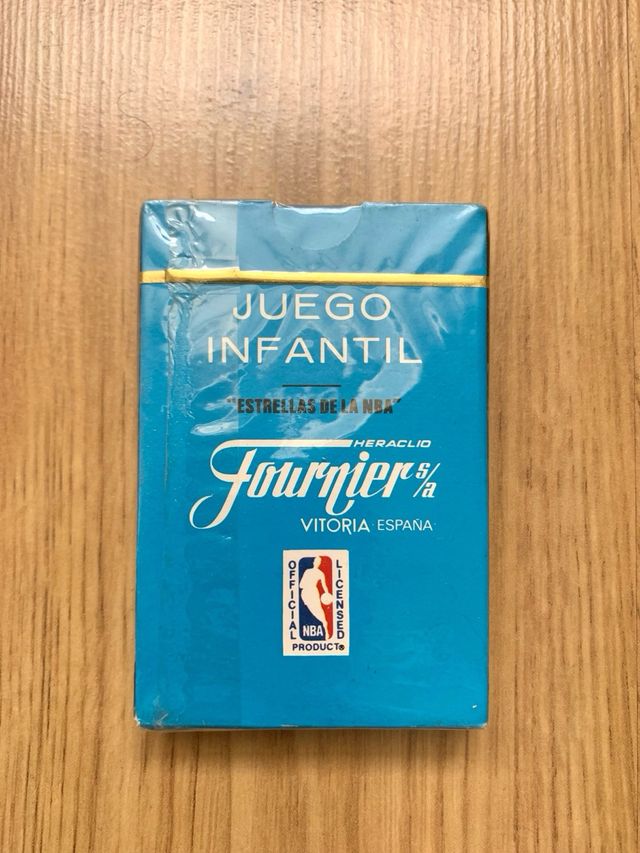 JUEGO
INFANTIL
"ESTRELLAS DE LA NBA"
HERACLIO
Fournier s/a
VITORIA · ESPAÑA
OFFICIAL
LICENSED
NBA
PRODUCT®